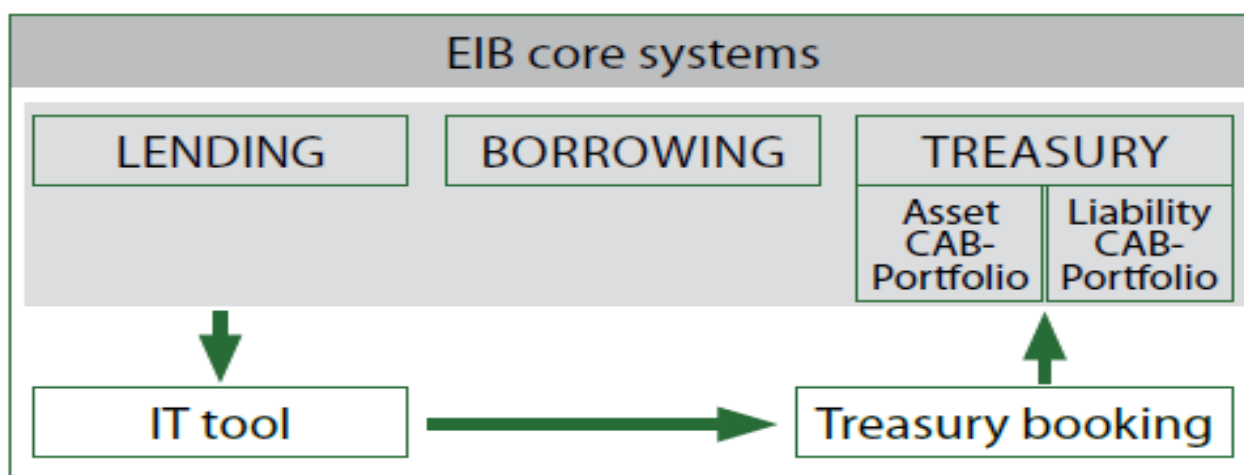 EIB core systems
LENDING
BORROWING
TREASURY
Asset
CAB-
Portfolio
Liability
CAB-
Portfolio
IT tool
Treasury booking